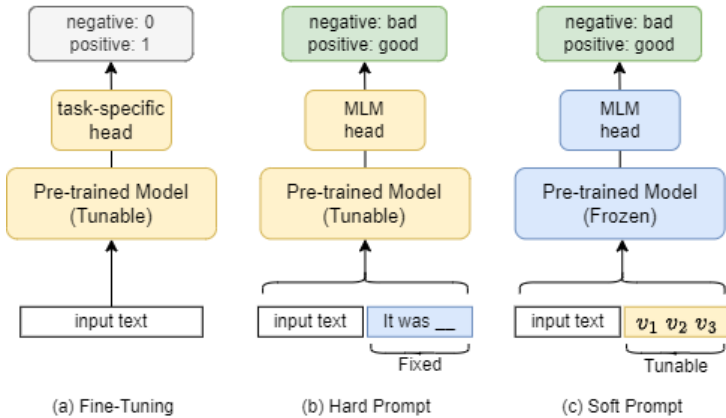 negative: 0
positive: 1
task-specific
head
Pre-trained Model
(Tunable)
input text
(a) Fine-Tuning
negative: bad
positive: good
MLM
head
Pre-trained Model
(Tunable)
input text
It was __
Fixed
(b) Hard Prompt
negative: bad
positive: good
MLM
head
Pre-trained Model
(Frozen)
input text
v₁ v₂ v₃
Tunable
(c) Soft Prompt